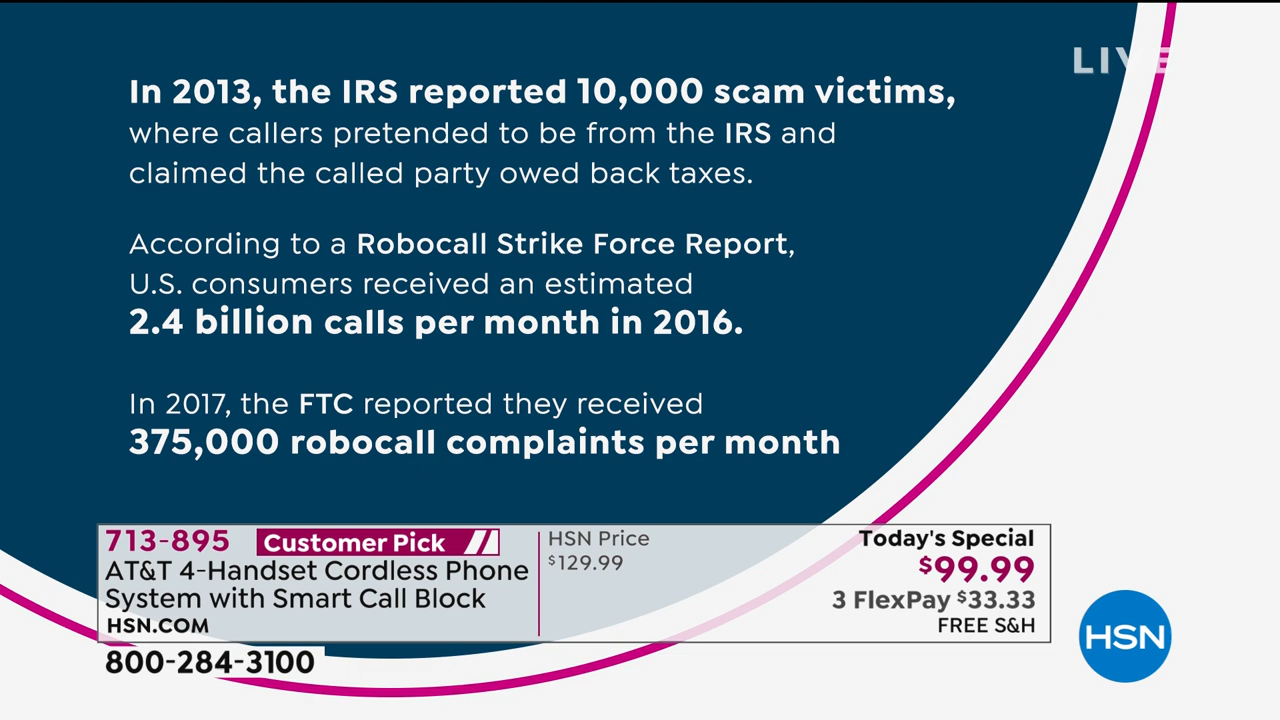 LIVE
In 2013, the IRS reported 10,000 scam victims,
where callers pretended to be from the IRS and
claimed the called party owed back taxes.
According to a Robocall Strike Force Report,
U.S. consumers received an estimated
2.4 billion calls per month in 2016.
In 2017, the FTC reported they received
375,000 robocall complaints per month
713-895 Customer Pick
AT&T 4-Handset Cordless Phone
System with Smart Call Block
HSN.COM
HSN Price
$129.99
Today's Special
$99.99
3 FlexPay $33.33
FREE S&H
800-284-3100
HSN